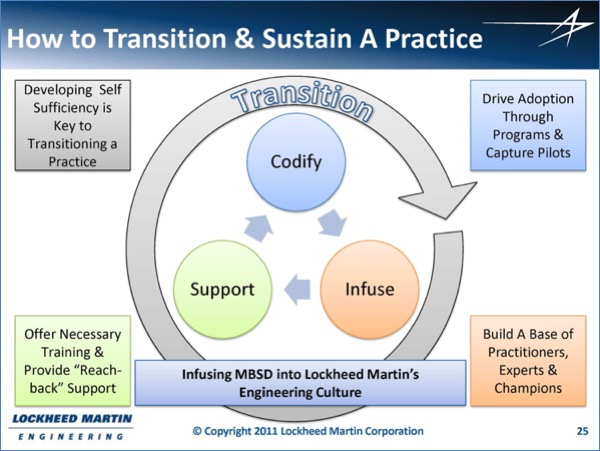 How to Transition & Sustain A Practice
Developing Self
Sufficiency is
Key to
Transitioning a
Practice
Transition
Drive Adoption
Through
Programs &
Capture Pilots
Codify
Support
Infuse
Offer Necessary
Training &
Provide “Reach-
back” Support
Infusing MBSD into Lockheed Martin’s
Engineering Culture
Build A Base of
Practitioners,
Experts &
Champions
LOCKHEED MARTIN
ENGINEERING
© Copyright 2011 Lockheed Martin Corporation
25